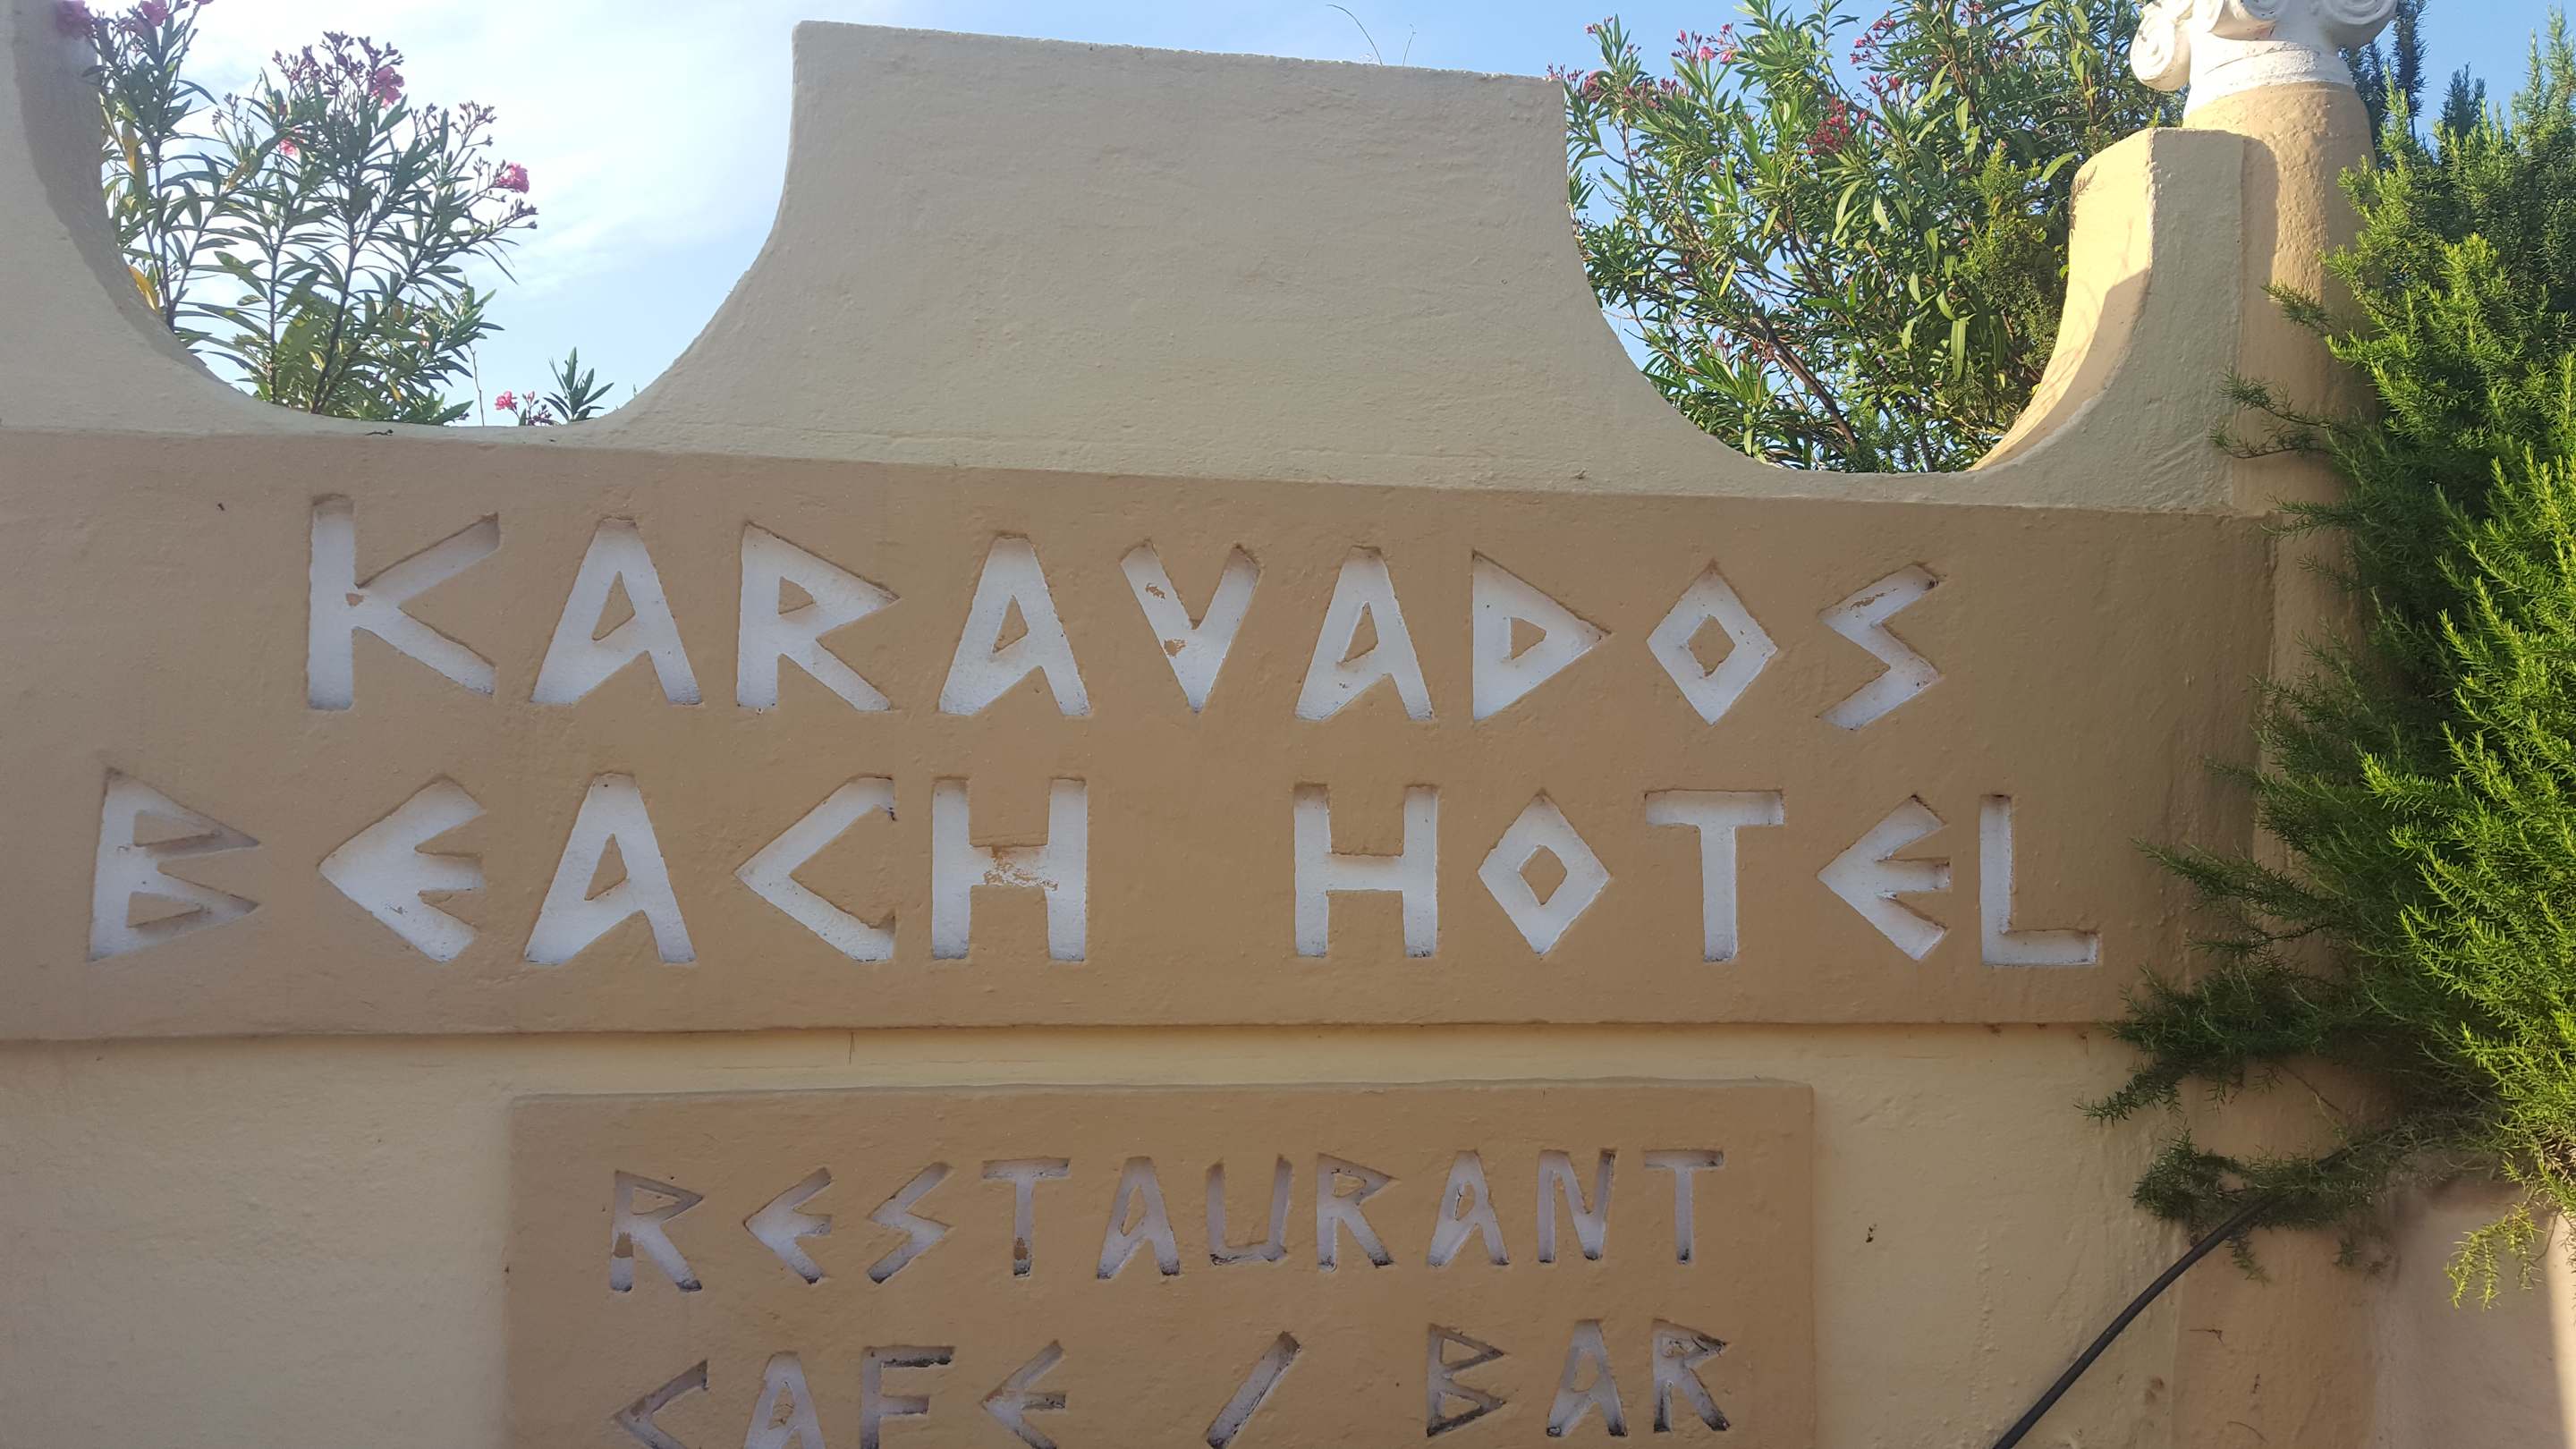 KARAVADOS
BEACH HOTEL
RESTAURANT
CAFE / BAR